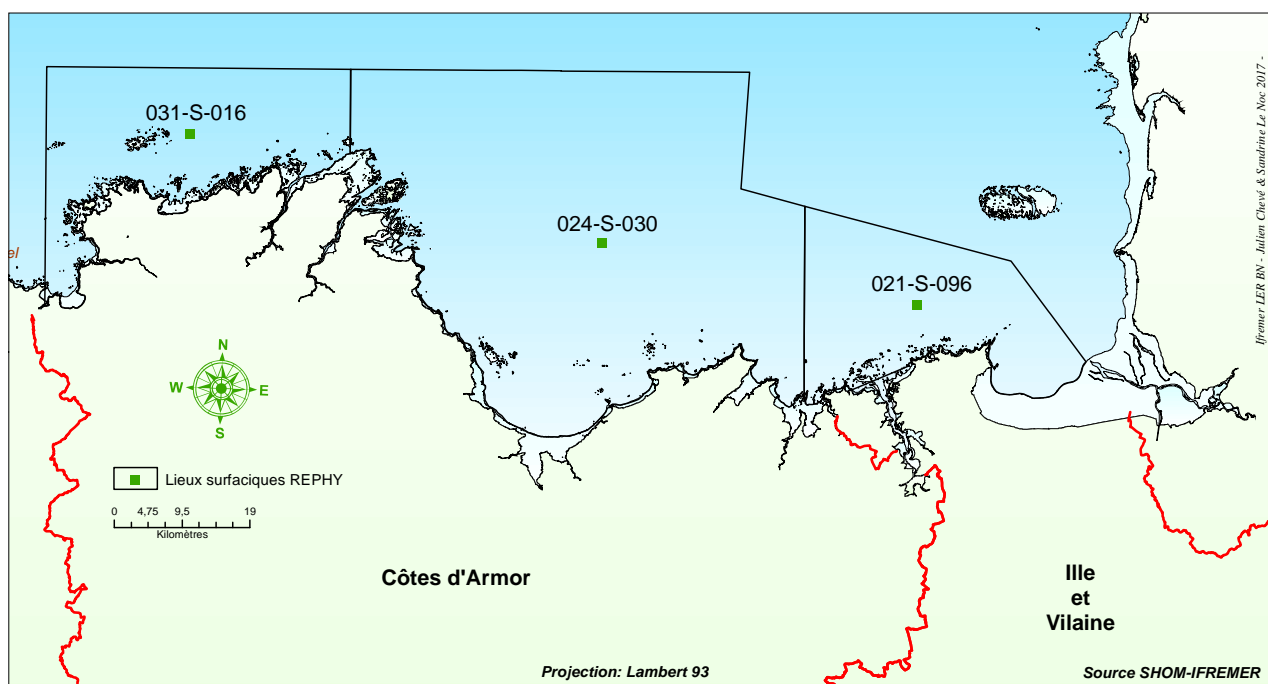 031-S-016
024-S-030
021-S-096
el
N
W
E
S
Lieux surfaciques REPHY
0 4,75 9,5 19
Kilomètres
Côtes d'Armor
Ille
et
Vilaine
Projection: Lambert 93
Source SHOM-IFREMER
Ifremer LER BN - Julien Chevé & Sandrine Le Noc 2017 -